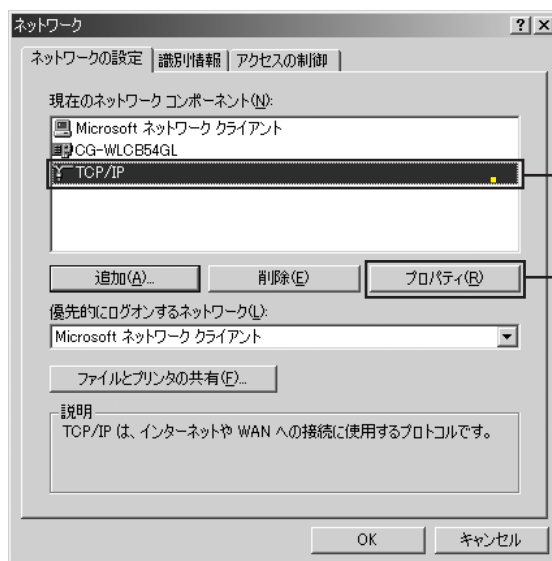 ネットワーク
ネットワークの設定 識別情報 アクセスの制御
現在のネットワーク コンポーネント(N):
Microsoft ネットワーク クライアント
CG-WLCB54GL
TCP/IP
追加(A)... 削除(E) プロパティ(R)
優先的にログオンするネットワーク(L):
Microsoft ネットワーク クライアント
ファイルとプリンタの共有(F)...
説明
TCP/IP は、インターネットや WAN への接続に使用するプロトコルです。
OK キャンセル